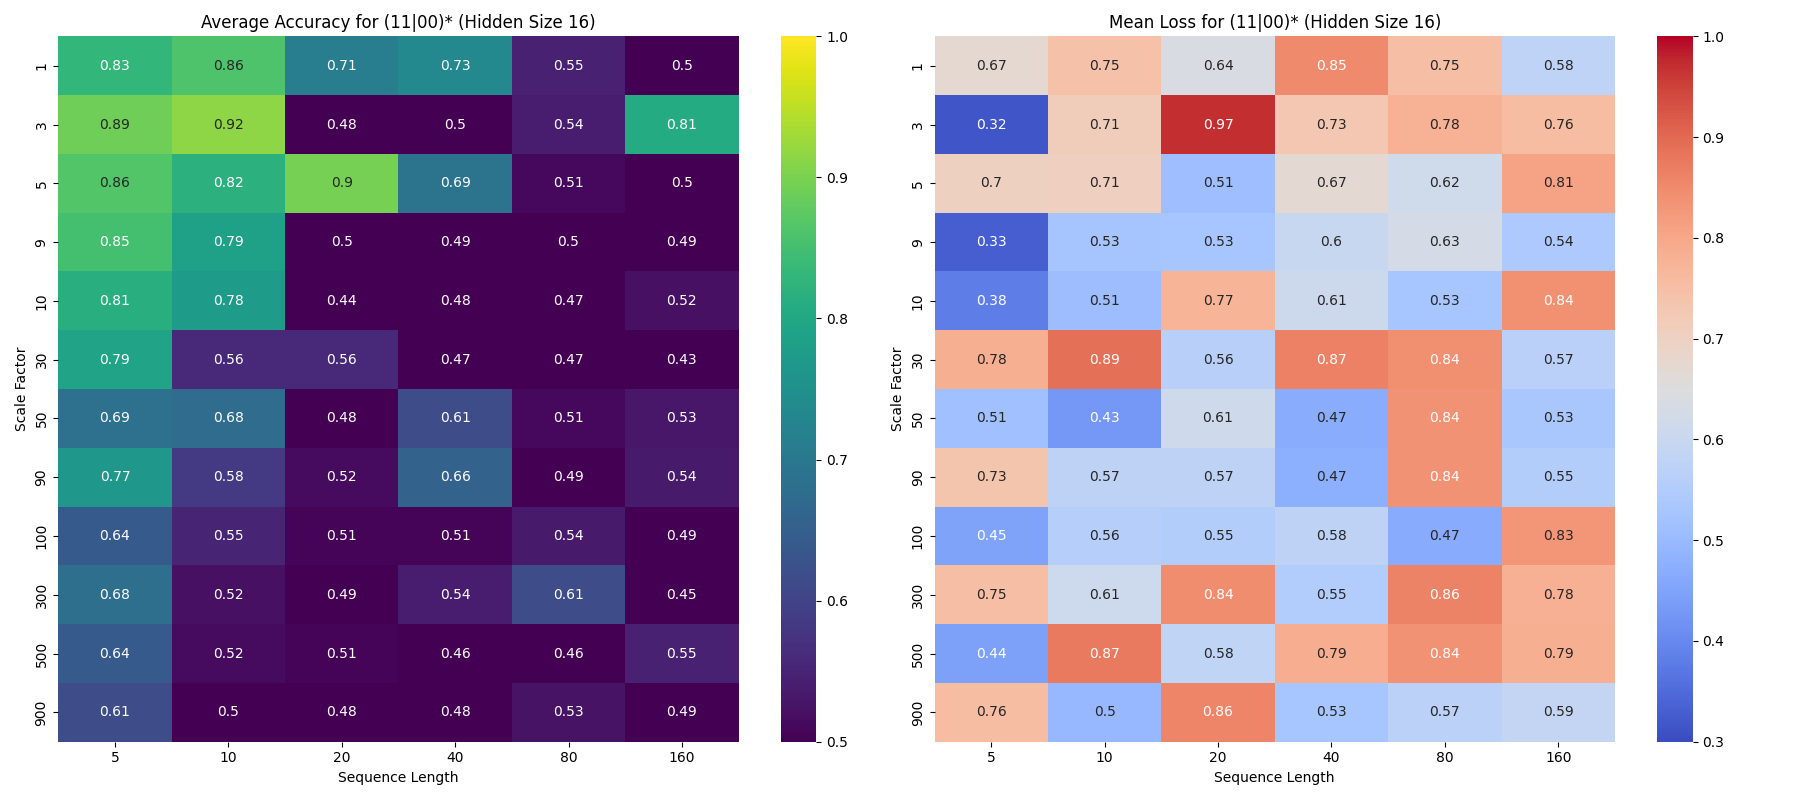 Average Accuracy for (11|00)* (Hidden Size 16)
Scale Factor
1 0.83 0.86 0.71 0.73 0.55 0.5
3 0.89 0.92 0.48 0.5 0.54 0.81
5 0.86 0.82 0.9 0.69 0.51 0.5
9 0.85 0.79 0.5 0.49 0.5 0.49
10 0.81 0.78 0.44 0.48 0.47 0.52
30 0.79 0.56 0.56 0.47 0.47 0.43
50 0.69 0.68 0.48 0.61 0.51 0.53
90 0.77 0.58 0.52 0.66 0.49 0.54
100 0.64 0.55 0.51 0.51 0.54 0.49
300 0.68 0.52 0.49 0.54 0.61 0.45
500 0.64 0.52 0.51 0.46 0.46 0.55
900 0.61 0.5 0.48 0.48 0.53 0.49
5 10 20 40 80 160
Sequence Length
1.0
0.9
0.8
0.7
0.6
0.5
Mean Loss for (11|00)* (Hidden Size 16)
Scale Factor
1 0.67 0.75 0.64 0.85 0.75 0.58
3 0.32 0.71 0.97 0.73 0.78 0.76
5 0.7 0.71 0.51 0.67 0.62 0.81
9 0.33 0.53 0.53 0.6 0.63 0.54
10 0.38 0.51 0.77 0.61 0.53 0.84
30 0.78 0.89 0.56 0.87 0.84 0.57
50 0.51 0.43 0.61 0.47 0.84 0.53
90 0.73 0.57 0.57 0.47 0.84 0.55
100 0.45 0.56 0.55 0.58 0.47 0.83
300 0.75 0.61 0.84 0.55 0.86 0.78
500 0.44 0.87 0.58 0.79 0.84 0.79
900 0.76 0.5 0.86 0.53 0.57 0.59
5 10 20 40 80 160
Sequence Length
1.0
0.9
0.8
0.7
0.6
0.5
0.4
0.3